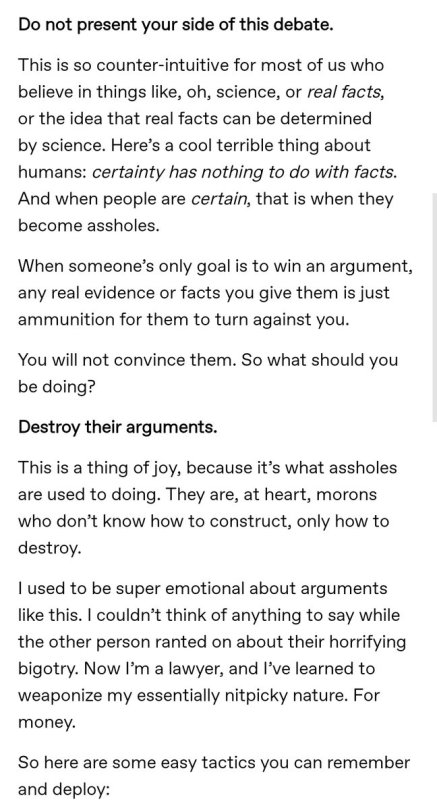 Do not present your side of this debate.
This is so counter-intuitive for most of us who
believe in things like, oh, science, or real facts,
or the idea that real facts can be determined
by science. Here’s a cool terrible thing about
humans: certainty has nothing to do with facts.
And when people are certain, that is when they
become assholes.
When someone’s only goal is to win an argument,
any real evidence or facts you give them is just
ammunition for them to turn against you.
You will not convince them. So what should you
be doing?
Destroy their arguments.
This is a thing of joy, because it’s what assholes
are used to doing. They are, at heart, morons
who don’t know how to construct, only how to
destroy.
I used to be super emotional about arguments
like this. I couldn’t think of anything to say while
the other person ranted on about their horrifying
bigotry. Now I’m a lawyer, and I’ve learned to
weaponize my essentially nitpicky nature. For
money.
So here are some easy tactics you can remember
and deploy: